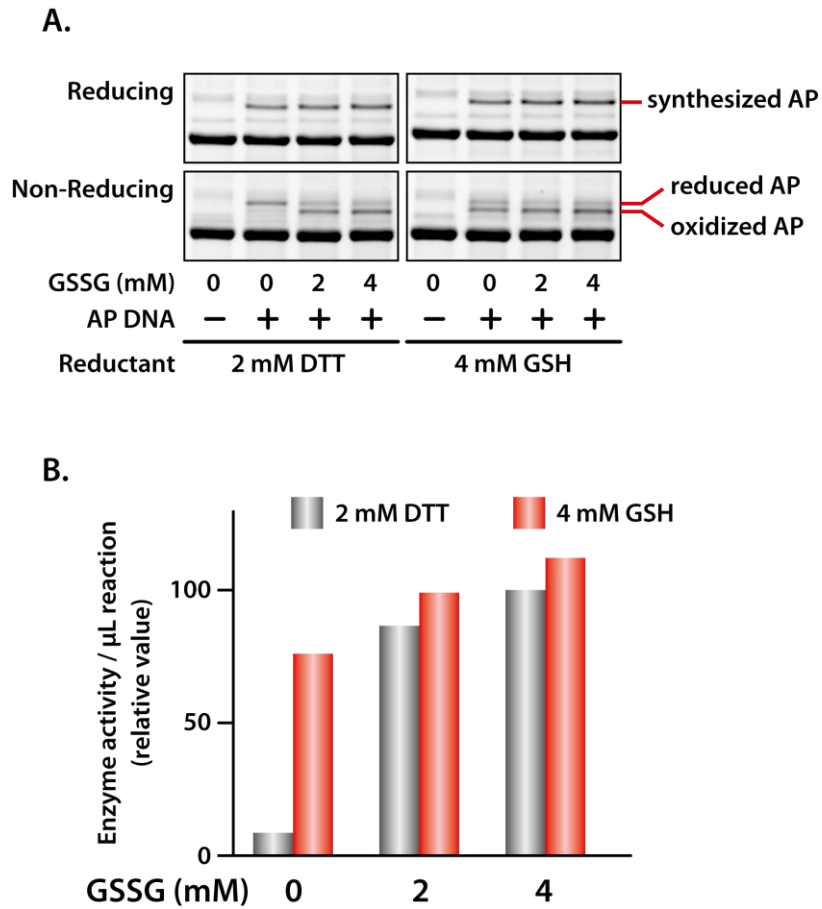 A.
Reducing
synthesized AP
Non-Reducing
reduced AP
oxidized AP
GSSG (mM) 0 0 2 4 0 0 2 4
AP DNA − + + + − + + +
Reductant 2 mM DTT 4 mM GSH
B.
2 mM DTT 4 mM GSH
Enzyme activity / µL reaction
(relative value)
100
50
0
GSSG (mM) 0 2 4